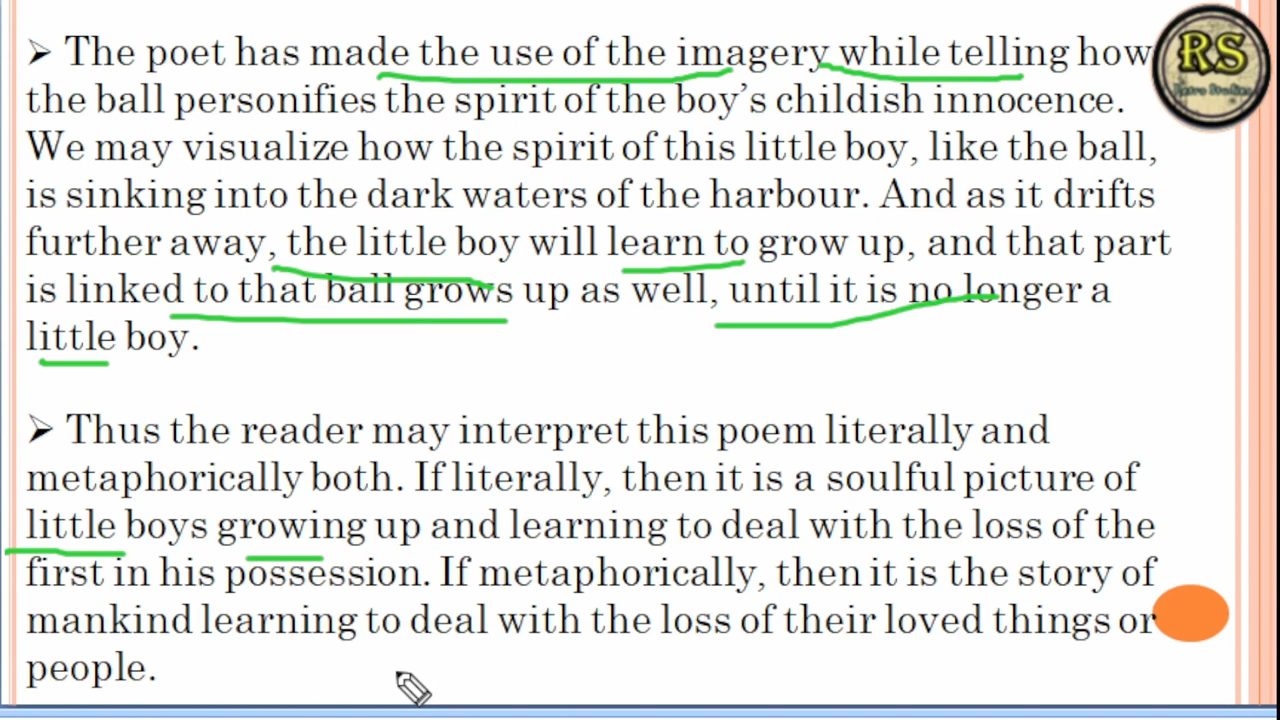 ➢ The poet has made the use of the imagery while telling how
the ball personifies the spirit of the boy's childish innocence.
We may visualize how the spirit of this little boy, like the ball,
is sinking into the dark waters of the harbour. And as it drifts
further away, the little boy will learn to grow up, and that part
is linked to that ball grows up as well, until it is no longer a
little boy.
➢ Thus the reader may interpret this poem literally and
metaphorically both. If literally, then it is a soulful picture of
little boys growing up and learning to deal with the loss of the
first in his possession. If metaphorically, then it is the story of
mankind learning to deal with the loss of their loved things or
people.
RS